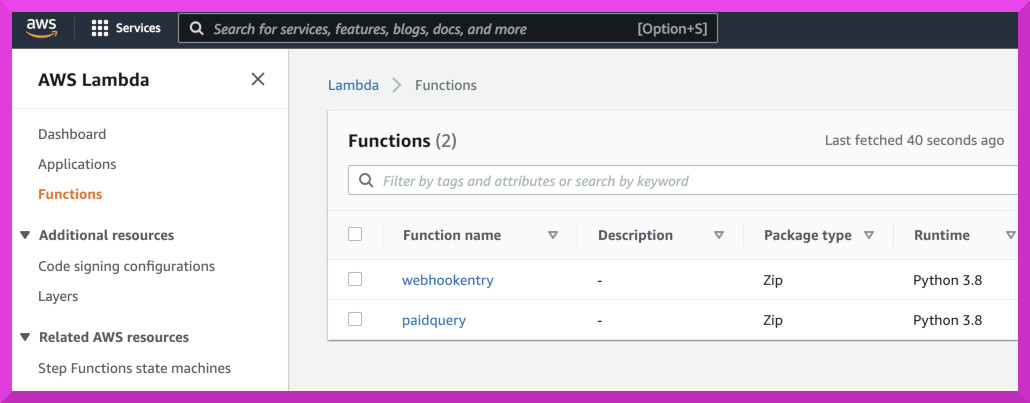 aws
Services
Search for services, features, blogs, docs, and more
[Option+S]
AWS Lambda
Dashboard
Applications
Functions
Additional resources
Code signing configurations
Layers
Related AWS resources
Step Functions state machines
Lambda
Functions
Functions (2)
Last fetched 40 seconds ago
Filter by tags and attributes or search by keyword
Function name Description Package type Runtime
webhookentry - Zip Python 3.8
paidquery - Zip Python 3.8